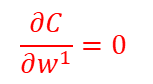 ∂C/∂w¹ = 0